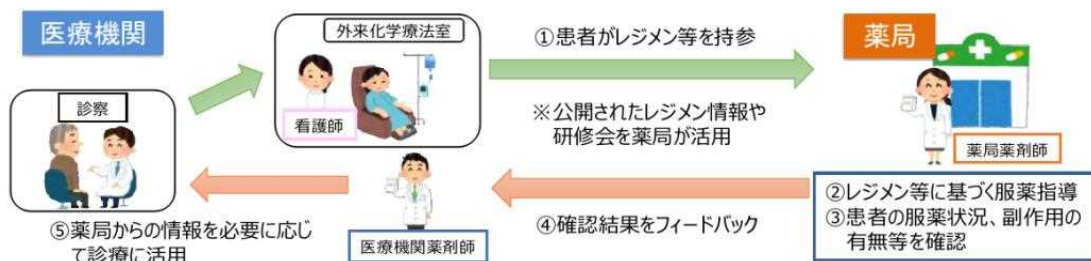 医療機関
外来化学療法室
看護師
診察
①患者がレジメン等を持参
※公開されたレジメン情報や
研修会を薬局が活用
薬局
薬局薬剤師
②レジメン等に基づく服薬指導
③患者の服薬状況、副作用の
有無等を確認
④確認結果をフィードバック
医療機関薬剤師
⑤薬局からの情報を必要に応じ
て診療に活用